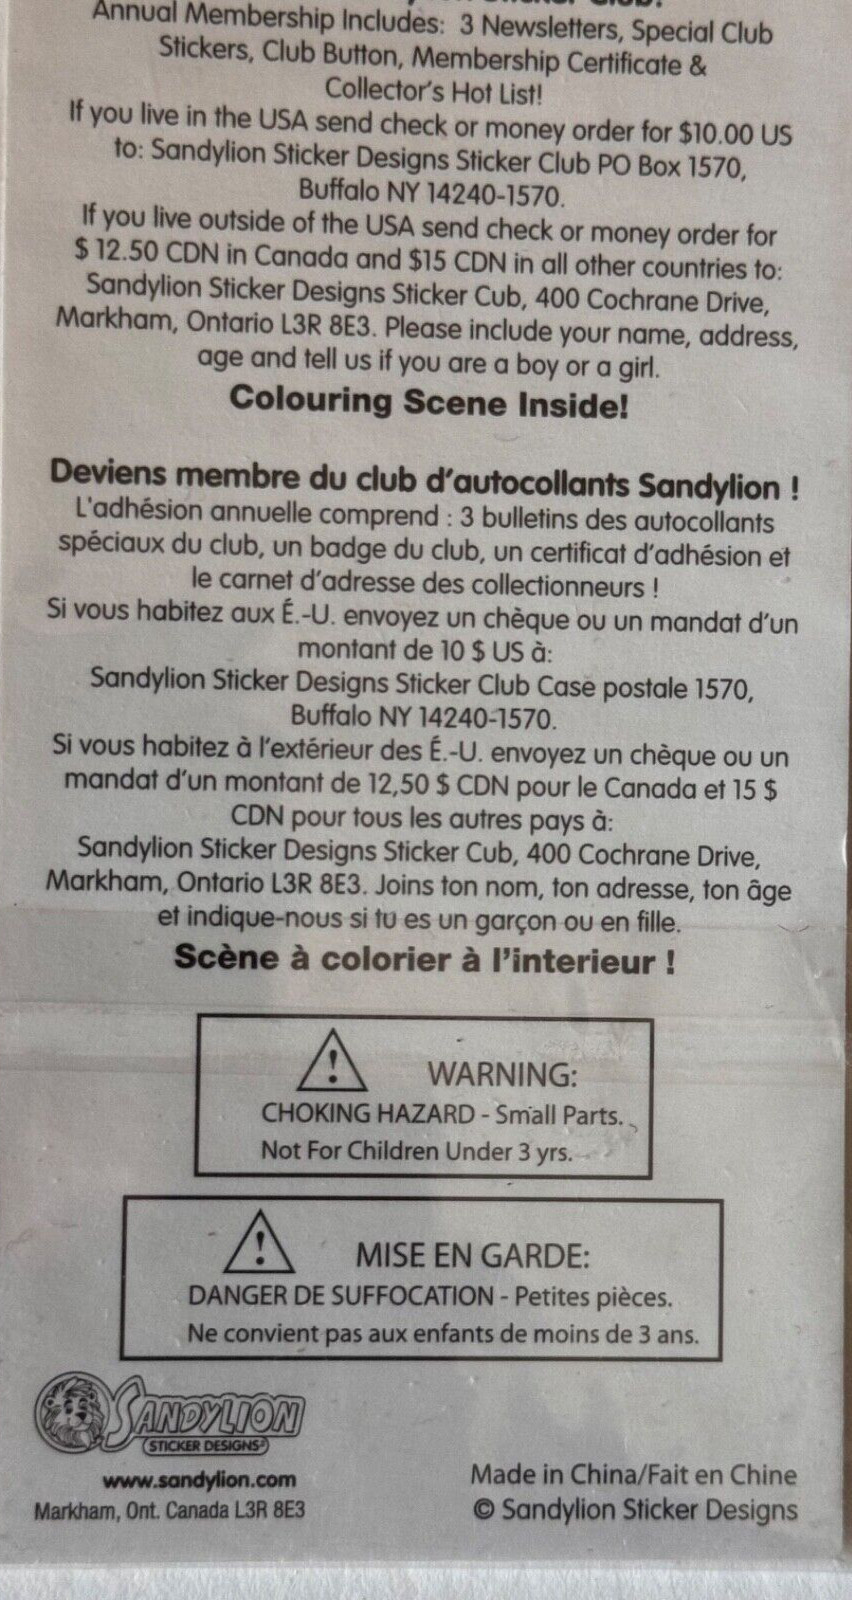 Club!
Annual Membership Includes: 3 Newsletters, Special Club
Stickers, Club Button, Membership Certificate &
Collector's Hot List!
If you live in the USA send check or money order for $10.00 US
to: Sandylion Sticker Designs Sticker Club PO Box 1570,
Buffalo NY 14240-1570.
If you live outside of the USA send check or money order for
$ 12.50 CDN in Canada and $15 CDN in all other countries to:
Sandylion Sticker Designs Sticker Cub, 400 Cochrane Drive,
Markham, Ontario L3R 8E3. Please include your name, address,
age and tell us if you are a boy or a girl.
Colouring Scene Inside!
Deviens membre du club d'autocollants Sandylion !
L'adhésion annuelle comprend : 3 bulletins des autocollants
spéciaux du club, un badge du club, un certificat d'adhésion et
le carnet d'adresse des collectionneurs !
Si vous habitez aux É.-U. envoyez un chèque ou un mandat d'un
montant de 10 $ US à:
Sandylion Sticker Designs Sticker Club Case postale 1570,
Buffalo NY 14240-1570.
Si vous habitez à l'extérieur des É.-U. envoyez un chèque ou un
mandat d'un montant de 12,50 $ CDN pour le Canada et 15 $
CDN pour tous les autres pays à:
Sandylion Sticker Designs Sticker Cub, 400 Cochrane Drive,
Markham, Ontario L3R 8E3. Joins ton nom, ton adresse, ton âge
et indique-nous si tu es un garçon ou en fille.
Scène à colorier à l'interieur !
WARNING:
CHOKING HAZARD - Small Parts.
Not For Children Under 3 yrs.
MISE EN GARDE:
DANGER DE SUFFOCATION - Petites pièces.
Ne convient pas aux enfants de moins de 3 ans.
SANDYLION
STICKER DESIGNS
www.sandylion.com
Markham, Ont. Canada L3R 8E3
Made in China/Fait en Chine
© Sandylion Sticker Designs